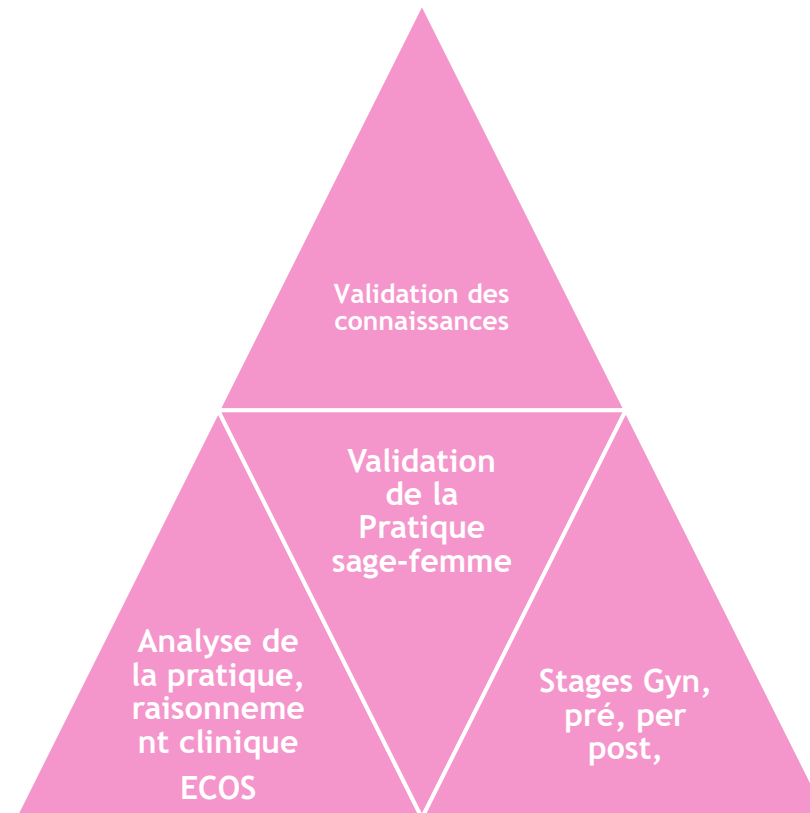 Validation des
connaissances
Validation
de la
Pratique
sage-femme
Analyse de
la pratique,
raisonneme
nt clinique
ECOS
Stages Gyn,
pré, per
post,